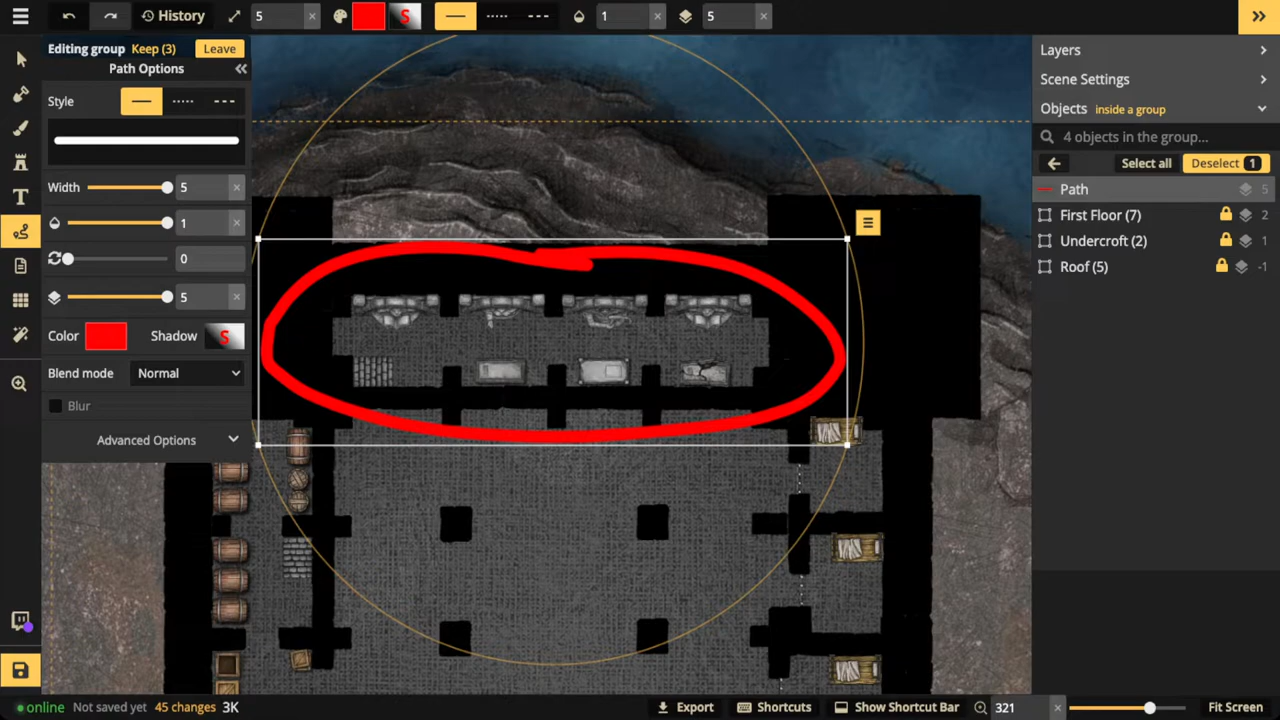 History
5
×
S
1
×
5
×
Editing group Keep (3)
Leave
Path Options
Style
Width
5
×
1
×
0
5
×
Color
Shadow
S
Blend mode
Normal
Blur
Advanced Options
Layers
Scene Settings
Objects inside a group
4 objects in the group...
Select all
Deselect 1
Path
5
First Floor (7)
2
Undercroft (2)
1
Roof (5)
-1
online
Not saved yet
45 changes
3K
Export
Shortcuts
Show Shortcut Bar
321
×
Fit Screen